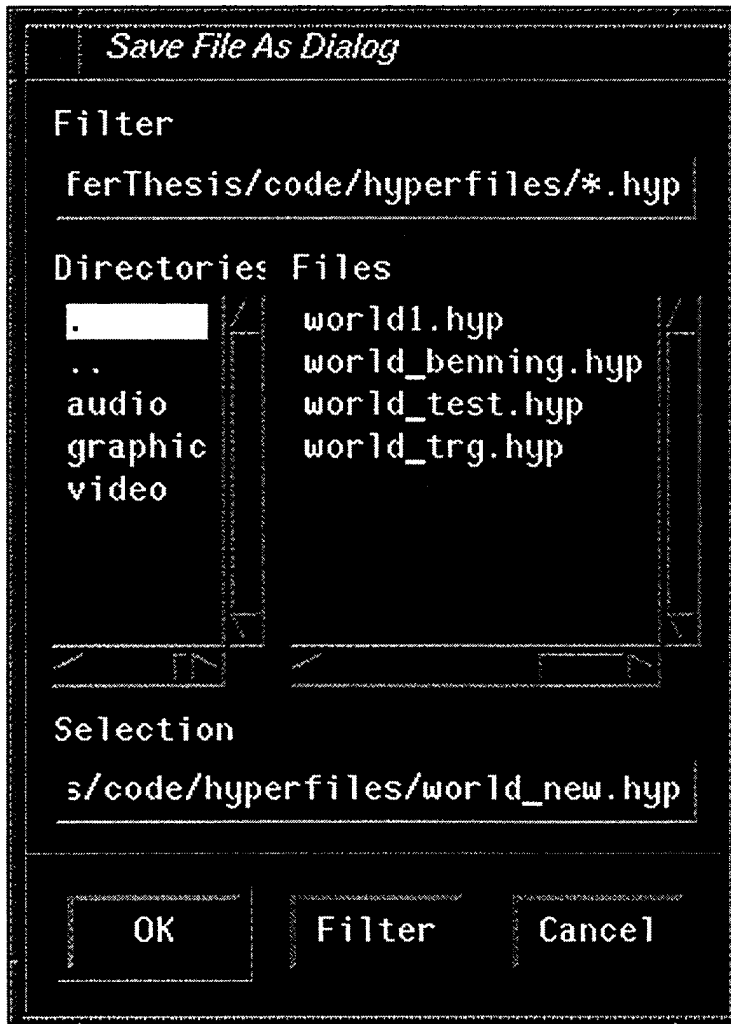 Save File As Dialog
Filter
ferThesis/code/hyperfiles/*.hyp
Directories Files
.
..
audio
graphic
video
world1.hyp
world_benning.hyp
world_test.hyp
world_trg.hyp
Selection
s/code/hyperfiles/world_new.hyp
OK Filter Cancel